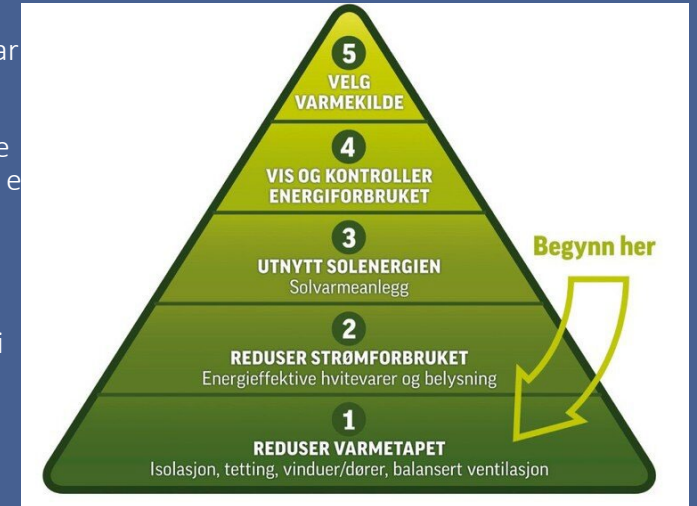 5
VELG
VARMEKILDE
4
VIS OG KONTROLLER
ENERGIFORBRUKET
3
UTNYTT SOLENERGIEN
Solvarmeanlegg
Begynn her
2
REDUSER STRØMFORBRUKET
Energieffektive hvitevarer og belysning
1
REDUSER VARMETAPET
Isolasjon, tetting, vinduer/dører, balansert ventilasjon